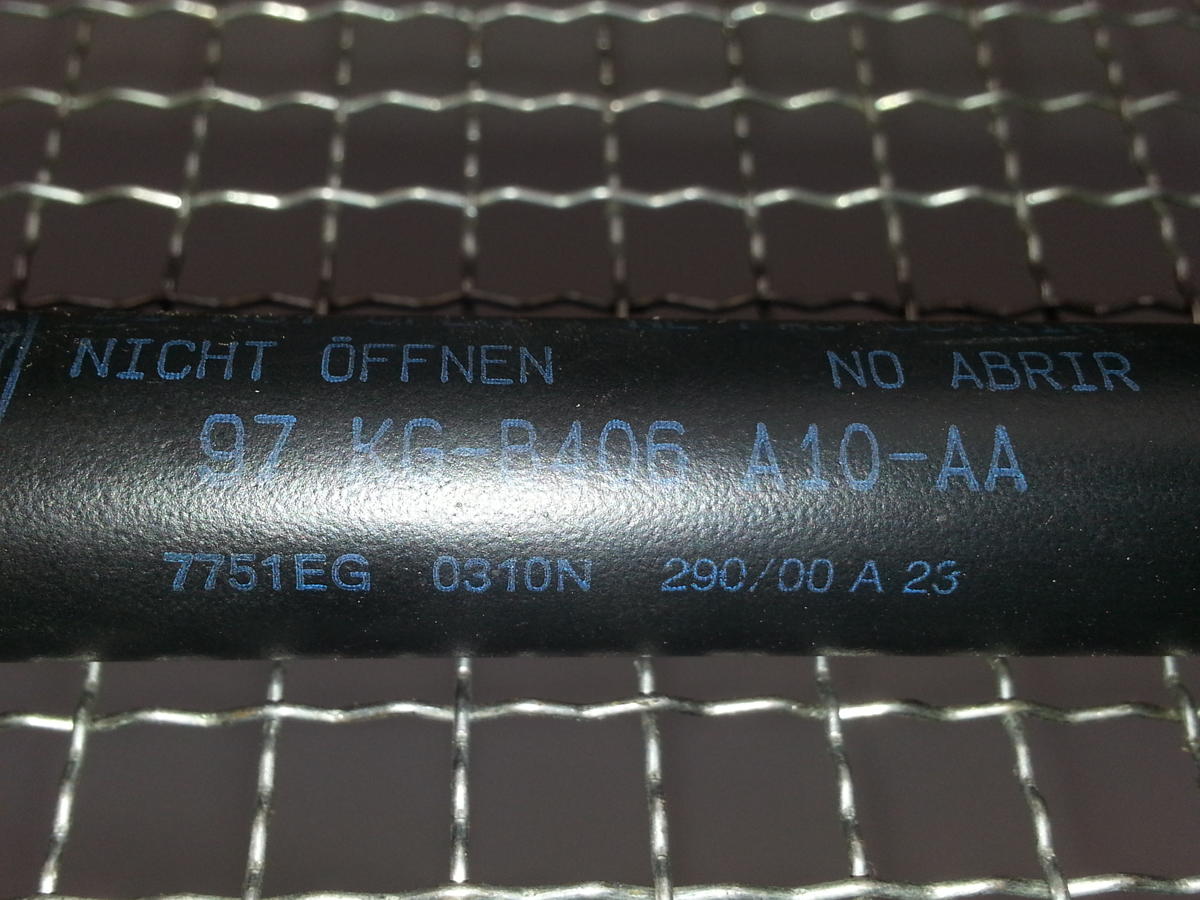 NICHT ÖFFNEN NO ABRIR
97 KG-B406 A10-AA
7751EG 0310N 290/00 A 23